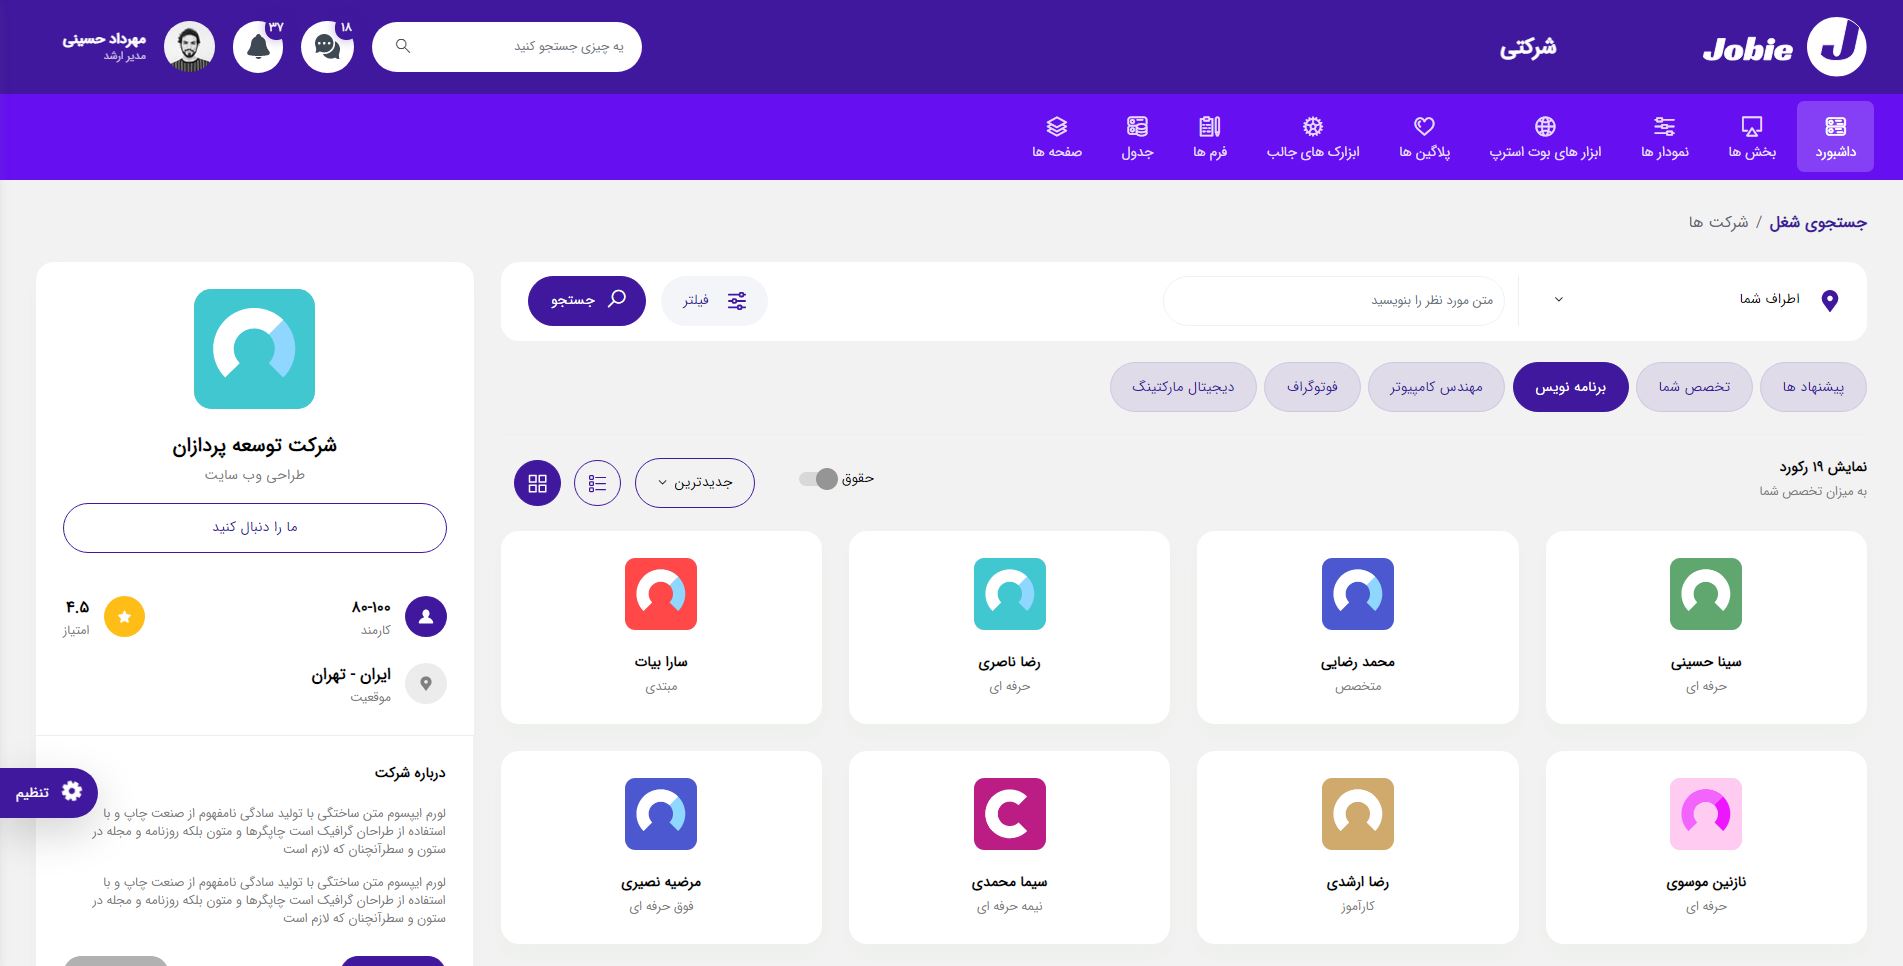 Jobie
شرکتی
یه چیزی جستجو کنید
۱۸
۳۷
مهرداد حسینی
مدیر ارشد
داشبورد
بخش ها
نمودار ها
ابزار های بوت استرپ
پلاگین ها
ابزارک های جالب
فرم ها
جدول
صفحه ها
جستجوی شغل / شرکت ها
اطراف شما
متن مورد نظر را بنویسید
فیلتر
جستجو
پیشنهاد ها
تخصص شما
برنامه نویس
مهندس کامپیوتر
فوتوگراف
دیجیتال مارکتینگ
نمایش ۱۹ رکورد
به میزان تخصص شما
حقوق
جدیدترین
سینا حسینی
حرفه ای
محمد رضایی
متخصص
رضا ناصری
حرفه ای
سارا بیات
مبتدی
نازنین موسوی
حرفه ای
رضا ارشدی
کارآموز
سیما محمدی
نیمه حرفه ای
مرضیه نصیری
فوق حرفه ای
شرکت توسعه پردازان
طراحی وب سایت
ما را دنبال کنید
۸۰-۱۰۰
کارمند
۴.۵
امتیاز
ایران - تهران
موقعیت
درباره شرکت
لورم ایپسوم متن ساختگی با تولید سادگی نامفهوم از صنعت چاپ و با
استفاده از طراحان گرافیک است چاپگرها و متون بلکه روزنامه و مجله در
ستون و سطرآنچنان که لازم است
لورم ایپسوم متن ساختگی با تولید سادگی نامفهوم از صنعت چاپ و با
استفاده از طراحان گرافیک است چاپگرها و متون بلکه روزنامه و مجله در
ستون و سطرآنچنان که لازم است
تنظیم